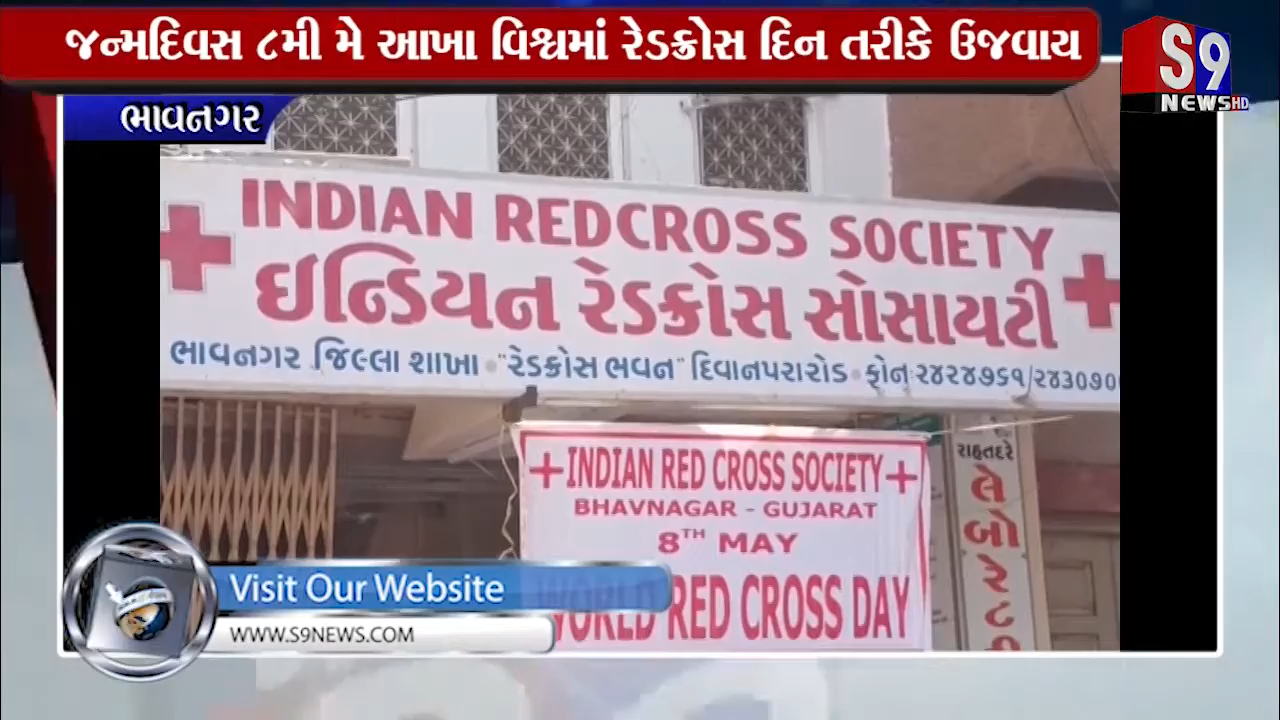 જન્મદિવસ ૮મી મે આખા વિશ્વમાં રેડક્રોસ દિન તરીકે ઉજવાય
S9
NEWS HD
ભાવનગર
INDIAN REDCROSS SOCIETY
ઇન્ડિયન રેડક્રોસ સોસાયટી
ભાવનગર જિલ્લા શાખા • "રેડક્રોસ ભવન" દિવાનપરારોડ • ફોન ૨૪૨૪૭૬૧/૨૪૩૦૭૦
INDIAN RED CROSS SOCIETY
BHAVNAGAR - GUJARAT
8TH MAY
WORLD RED CROSS DAY
રાહતદરે
લેબોરટ
Visit Our Website
WWW.S9NEWS.COM